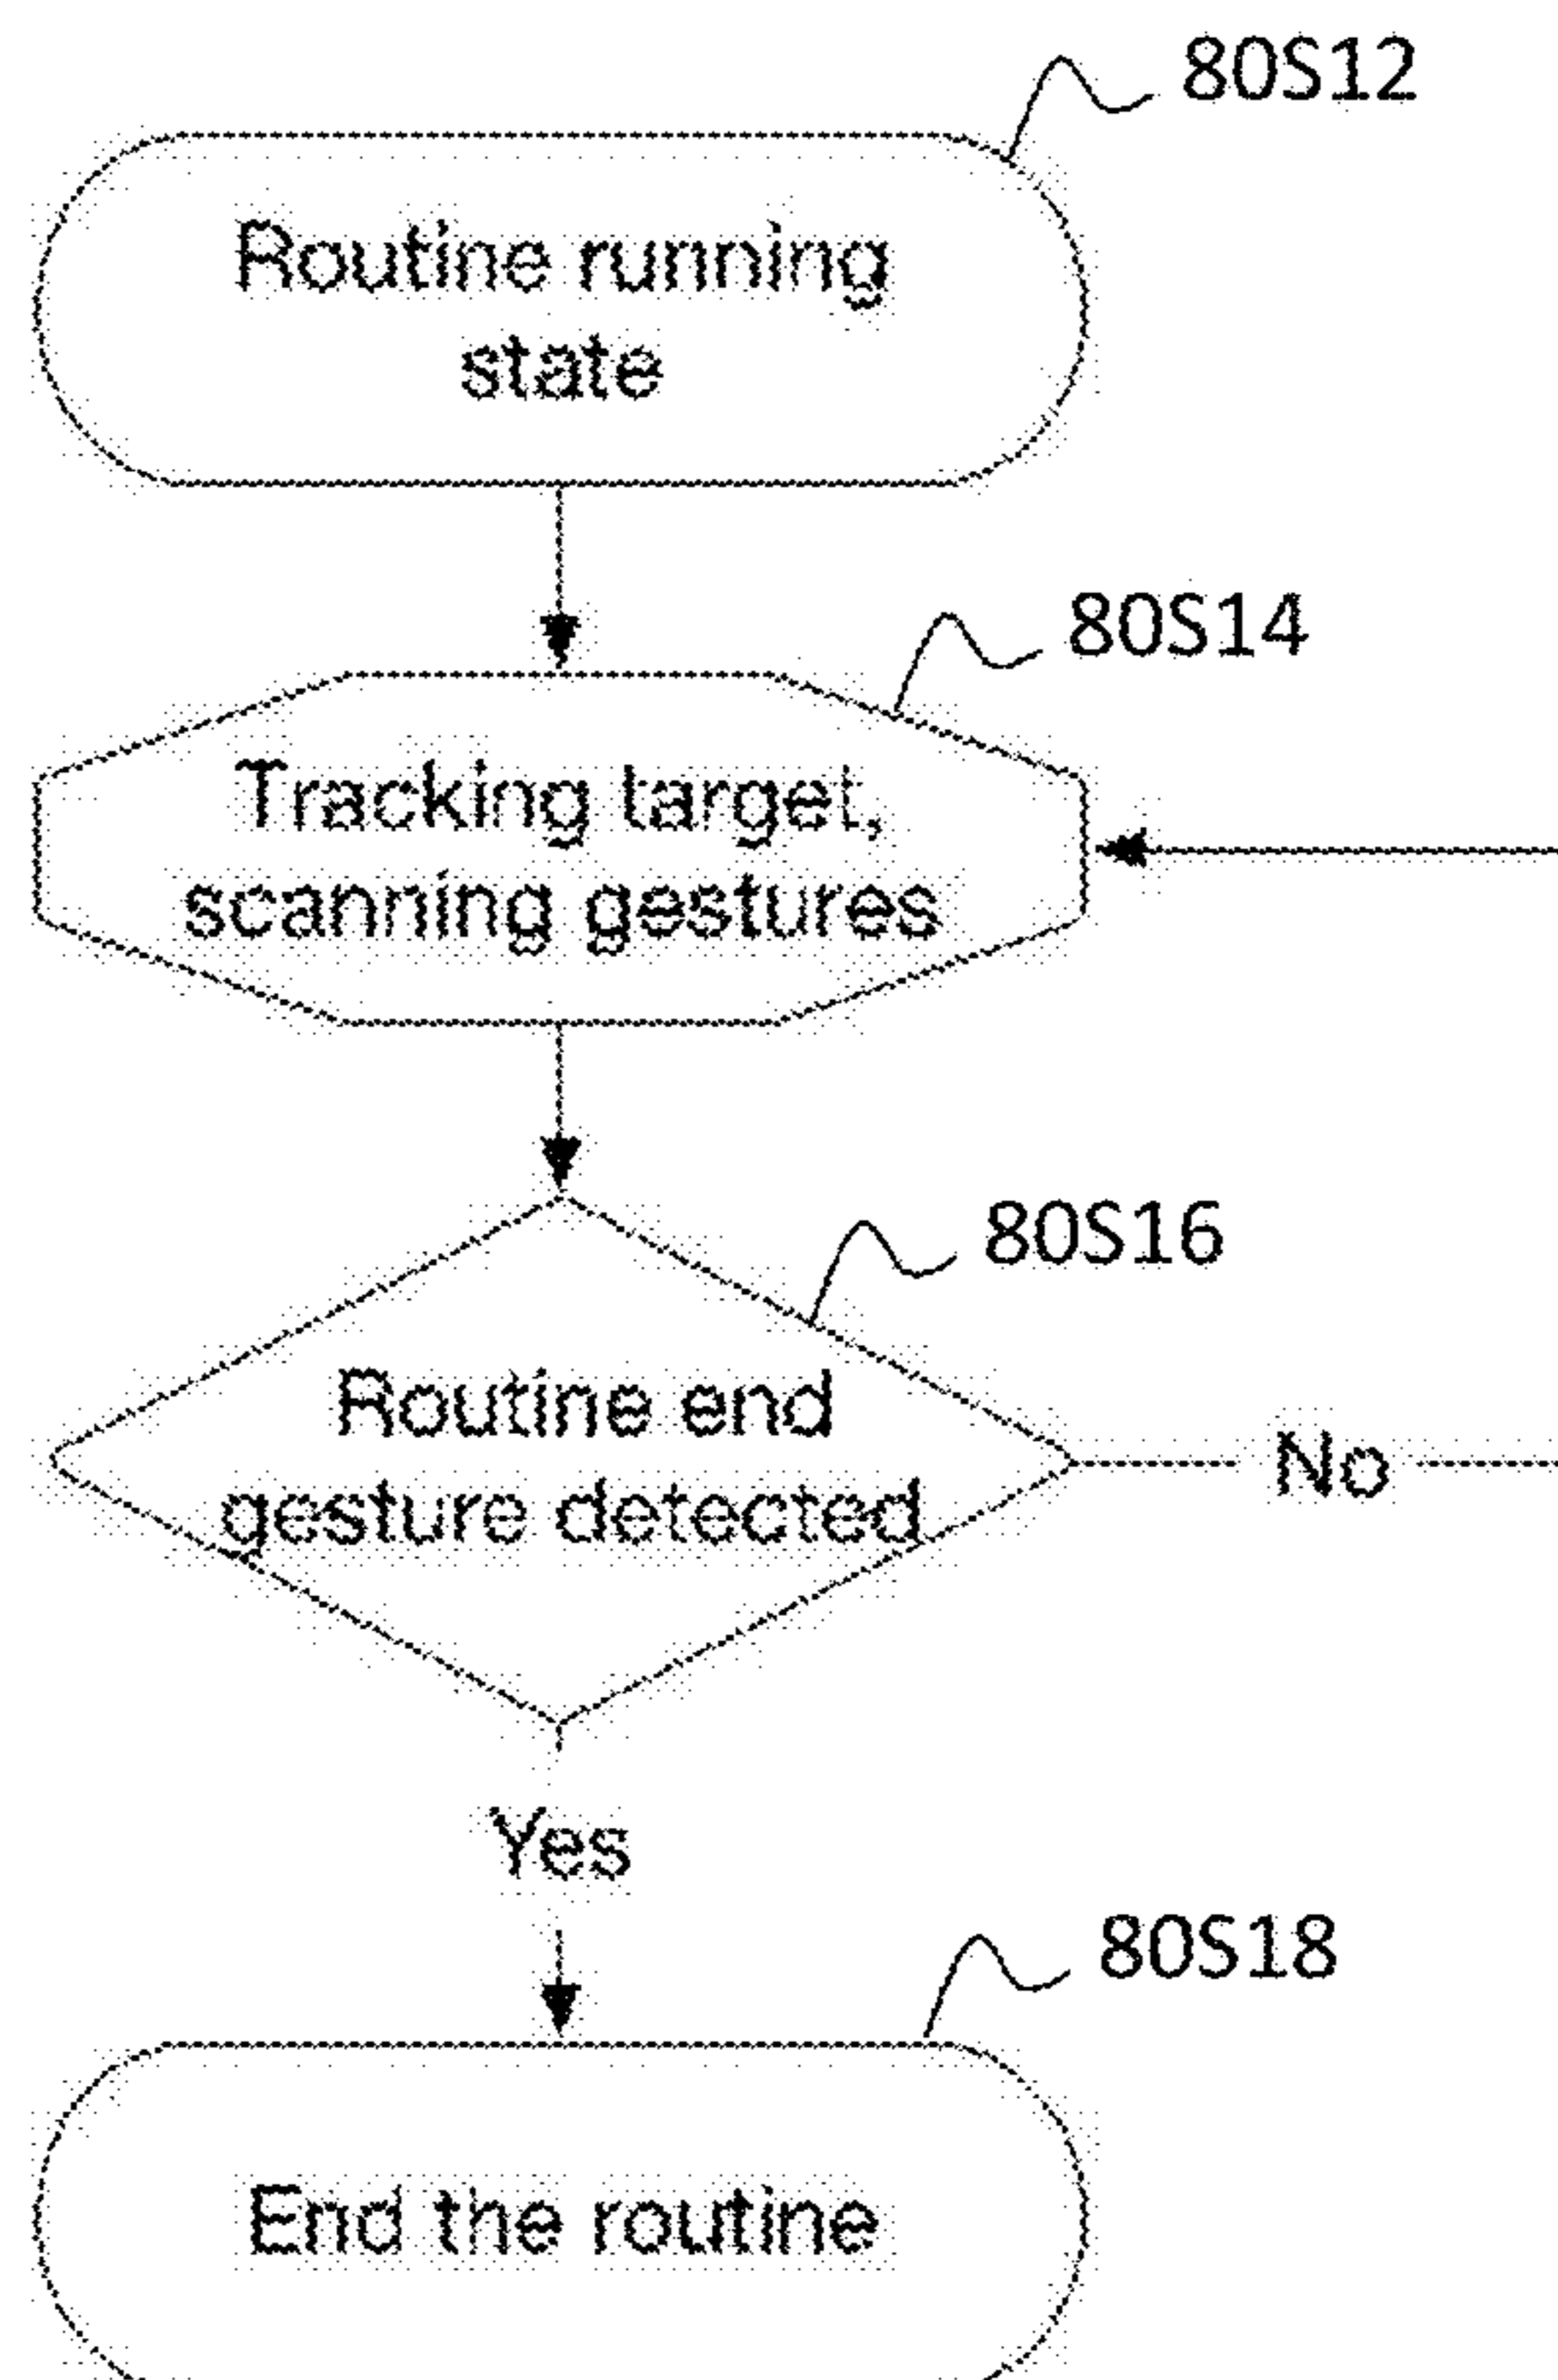 80S12
Routine running
state
80S14
Tracking target,
scanning gestures
80S16
Routine end
gesture detected
No
Yes
80S18
End the routine